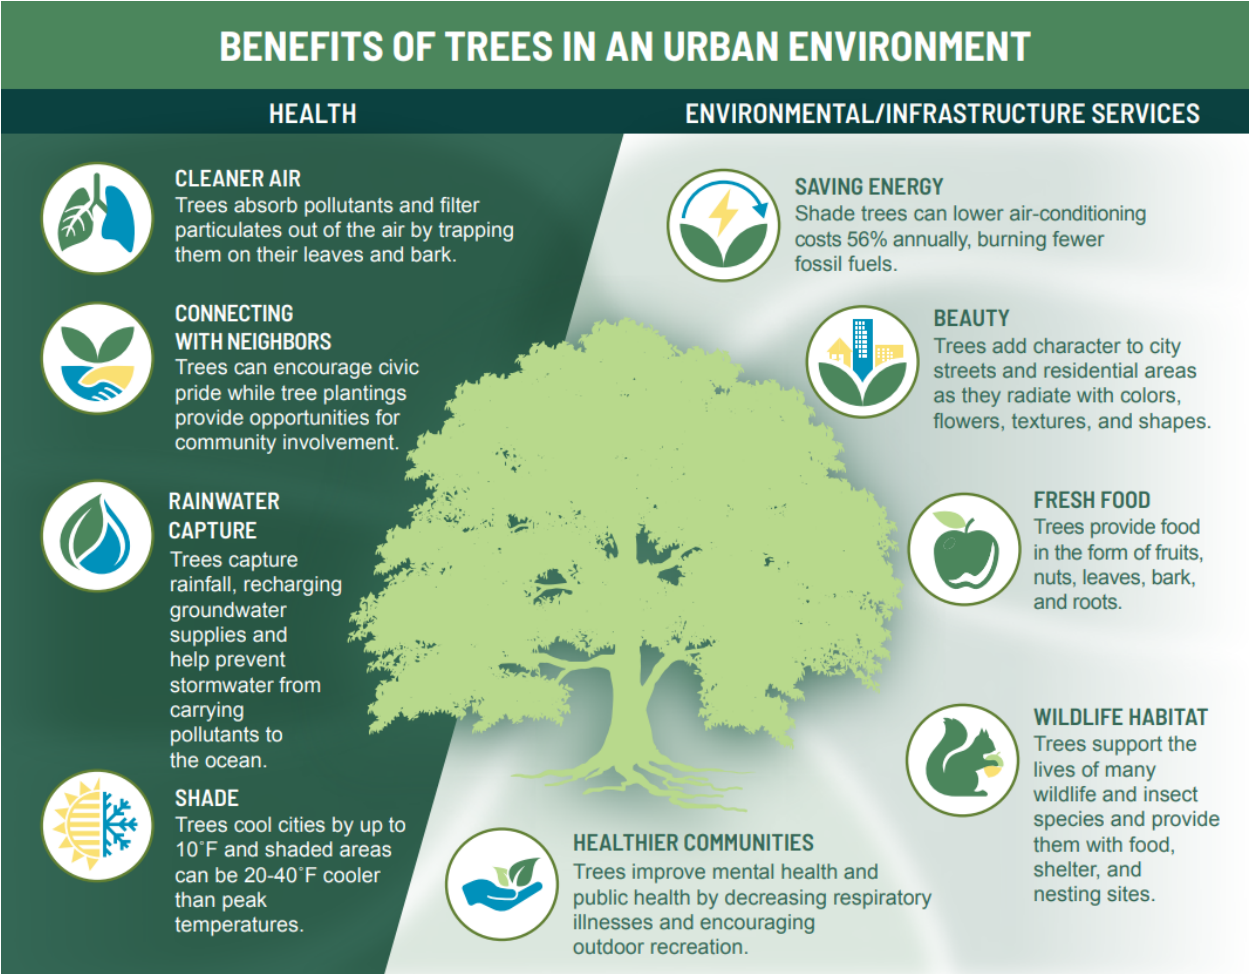 BENEFITS OF TREES IN AN URBAN ENVIRONMENT
HEALTH
CLEANER AIR
Trees absorb pollutants and filter
particulates out of the air by trapping
them on their leaves and bark.
CONNECTING
WITH NEIGHBORS
Trees can encourage civic
pride while tree plantings
provide opportunities for
community involvement.
RAINWATER
CAPTURE
Trees capture
rainfall, recharging
groundwater
supplies and
help prevent
stormwater from
carrying
pollutants to
the ocean.
SHADE
Trees cool cities by up to
10˚F and shaded areas
can be 20-40˚F cooler
than peak
temperatures.
ENVIRONMENTAL/INFRASTRUCTURE SERVICES
SAVING ENERGY
Shade trees can lower air-conditioning
costs 56% annually, burning fewer
fossil fuels.
BEAUTY
Trees add character to city
streets and residential areas
as they radiate with colors,
flowers, textures, and shapes.
FRESH FOOD
Trees provide food
in the form of fruits,
nuts, leaves, bark,
and roots.
WILDLIFE HABITAT
Trees support the
lives of many
wildlife and insect
species and provide
them with food,
shelter, and
nesting sites.
HEALTHIER COMMUNITIES
Trees improve mental health and
public health by decreasing respiratory
illnesses and encouraging
outdoor recreation.